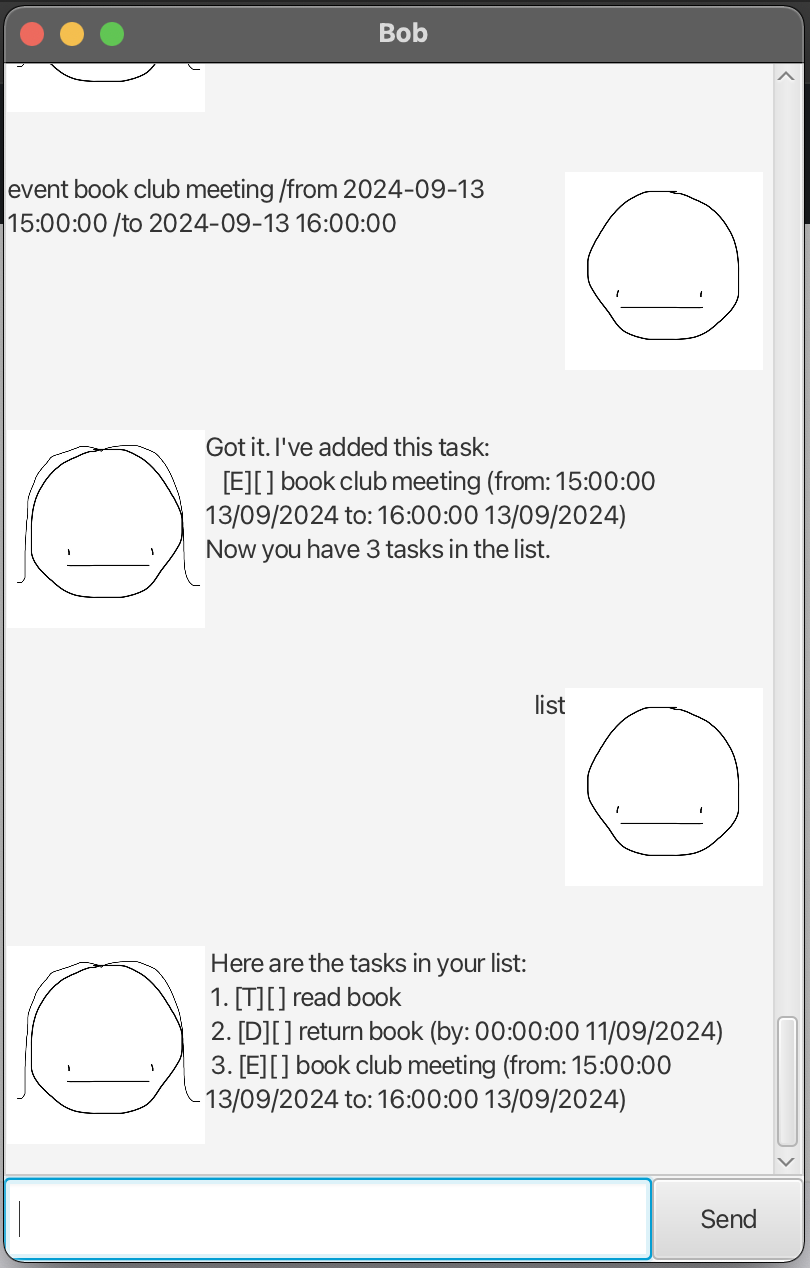 Bob
event book club meeting /from 2024-09-13
15:00:00 /to 2024-09-13 16:00:00
Got it. I've added this task:
[E][ ] book club meeting (from: 15:00:00
13/09/2024 to: 16:00:00 13/09/2024)
Now you have 3 tasks in the list.
list
Here are the tasks in your list:
1. [T][ ] read book
2. [D][ ] return book (by: 00:00:00 11/09/2024)
3. [E][ ] book club meeting (from: 15:00:00
13/09/2024 to: 16:00:00 13/09/2024)
Send